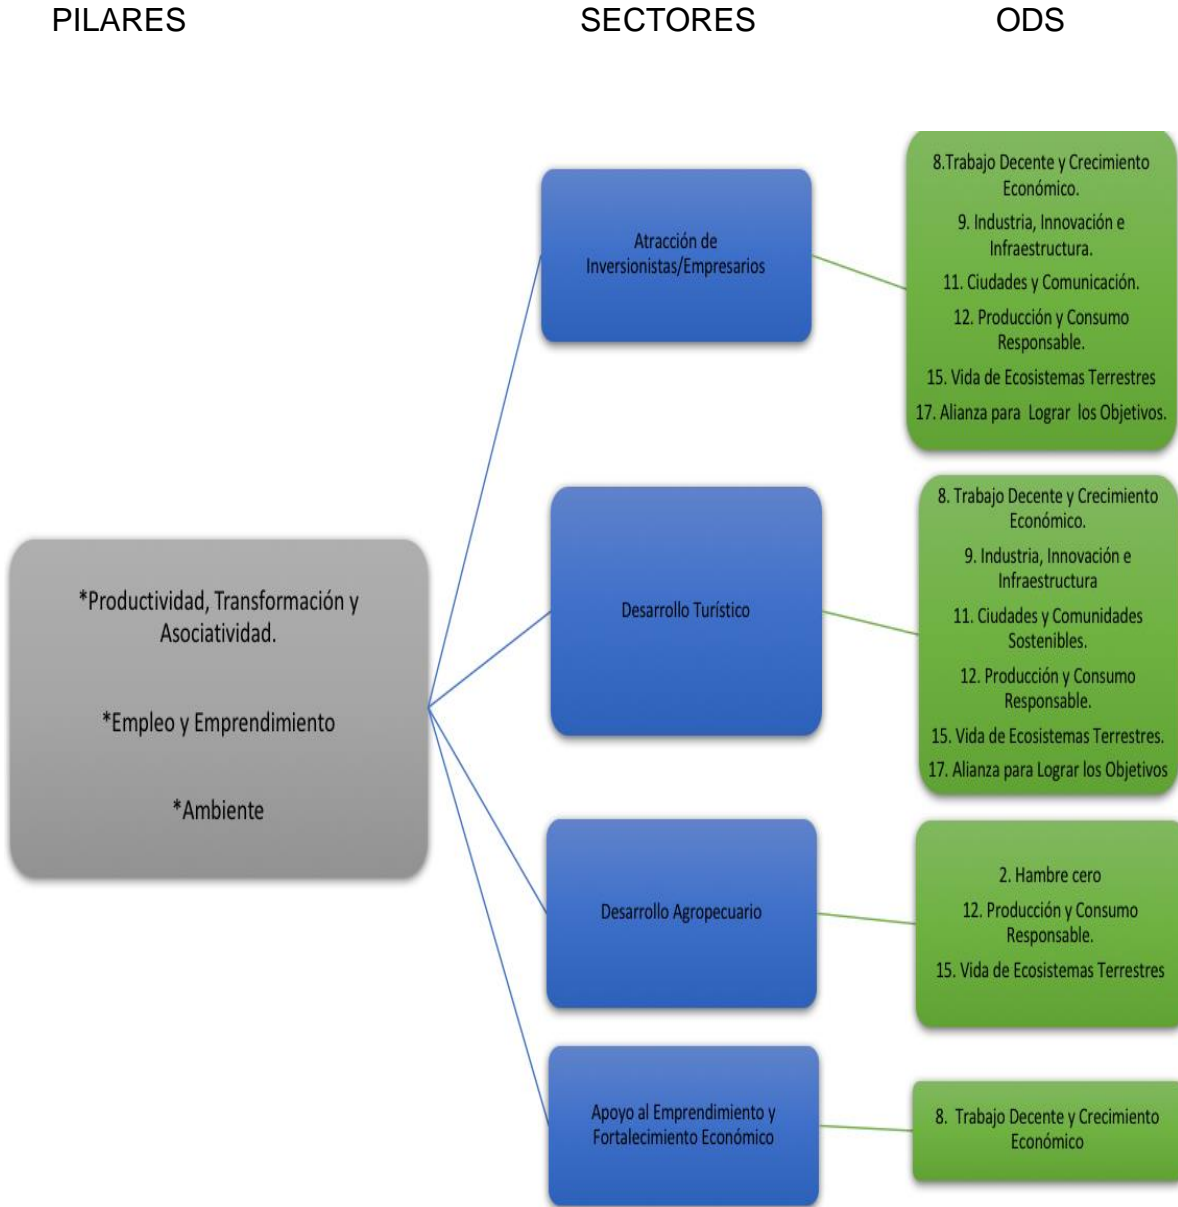 PILARES
SECTORES
ODS
*Productividad, Transformación y
Asociatividad.
*Empleo y Emprendimiento
*Ambiente
Atracción de
Inversionistas/Empresarios
8.Trabajo Decente y Crecimiento
Económico.
9. Industria, Innovación e
Infraestructura.
11. Ciudades y Comunicación.
12. Producción y Consumo
Responsable.
15. Vida de Ecosistemas Terrestres
17. Alianza para Lograr los Objetivos.
Desarrollo Turístico
8. Trabajo Decente y Crecimiento
Económico.
9. Industria, Innovación e
Infraestructura
11. Ciudades y Comunidades
Sostenibles.
12. Producción y Consumo
Responsable.
15. Vida de Ecosistemas Terrestres.
17. Alianza para Lograr los Objetivos
Desarrollo Agropecuario
2. Hambre cero
12. Producción y Consumo
Responsable.
15. Vida de Ecosistemas Terrestres
Apoyo al Emprendimiento y
Fortalecimiento Económico
8. Trabajo Decente y Crecimiento
Económico